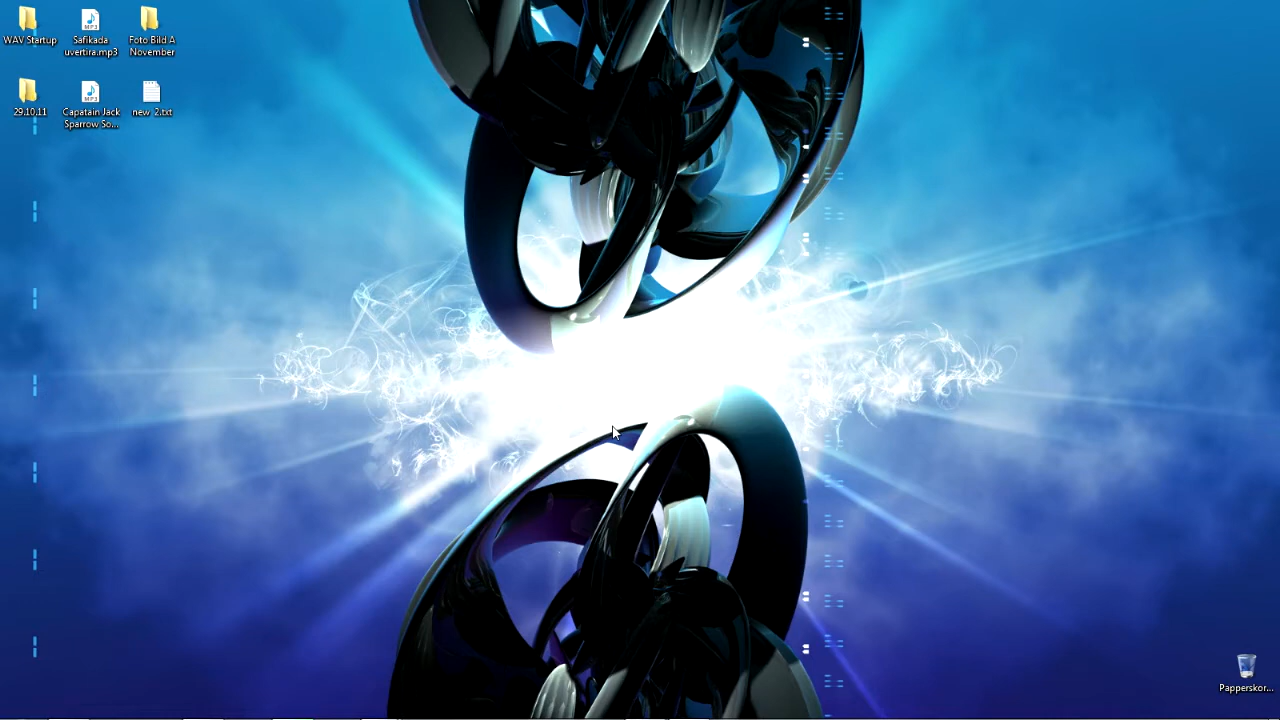 WAV Startup
Safikada
uvertira.mp3
Foto Bild A
November
29.10.11
Capatain Jack
Sparrow So...
new 2.txt
Papperskor...